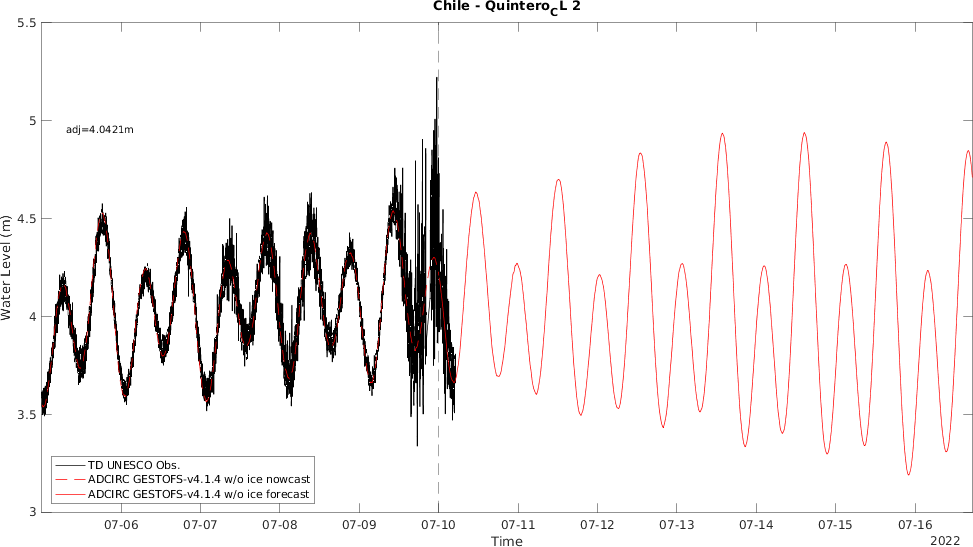 Chile - Quintero_CL 2
5.5
5
4.5
4
3.5
3
Water Level (m)
adj=4.0421m
TD UNESCO Obs.
ADCIRC GESTOFS-v4.1.4 w/o ice nowcast
ADCIRC GESTOFS-v4.1.4 w/o ice forecast
07-06 07-07 07-08 07-09 07-10 07-11 07-12 07-13 07-14 07-15 07-16
Time
2022